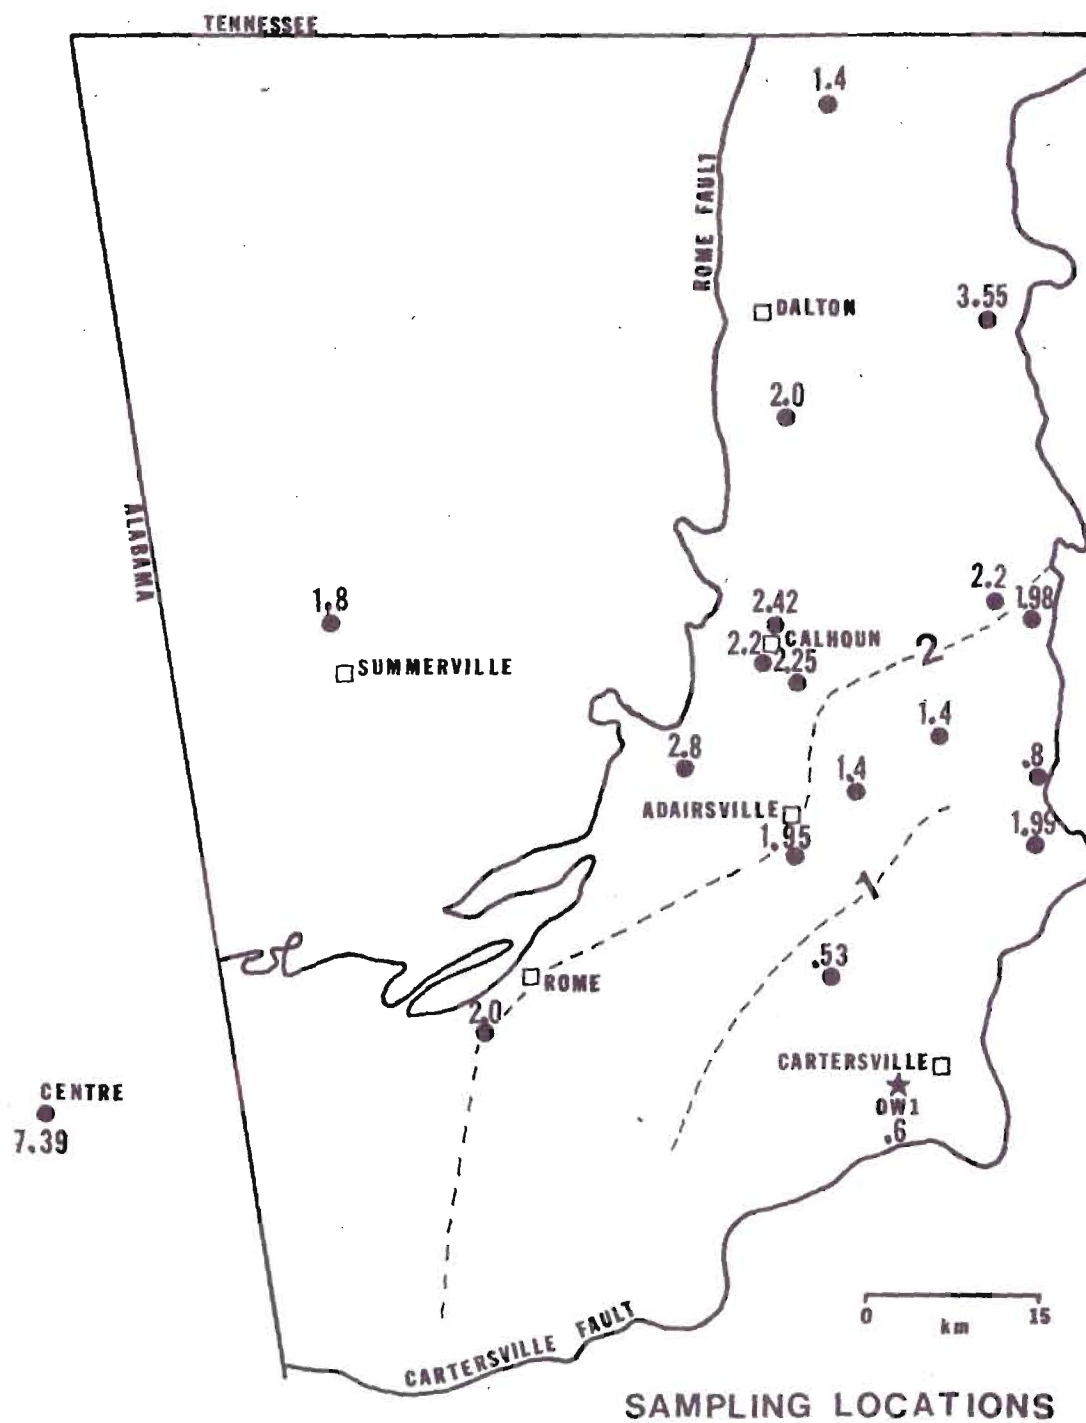 TENNESSEE
1.4
ROME FAULT
3.55
DALTON
2.0
ALABAMA
1.8
SUMMERVILLE
2.2
1.98
2.42
CALHOUN
2.2
2.25
2
1.4
2.8
.8
1.4
ADAIRSVILLE
1.95
1.99
1
.53
ROME
2.0
CARTERSVILLE
OW1
.6
CENTRE
7.39
0
15
km
CARTERSVILLE FAULT
SAMPLING LOCATIONS